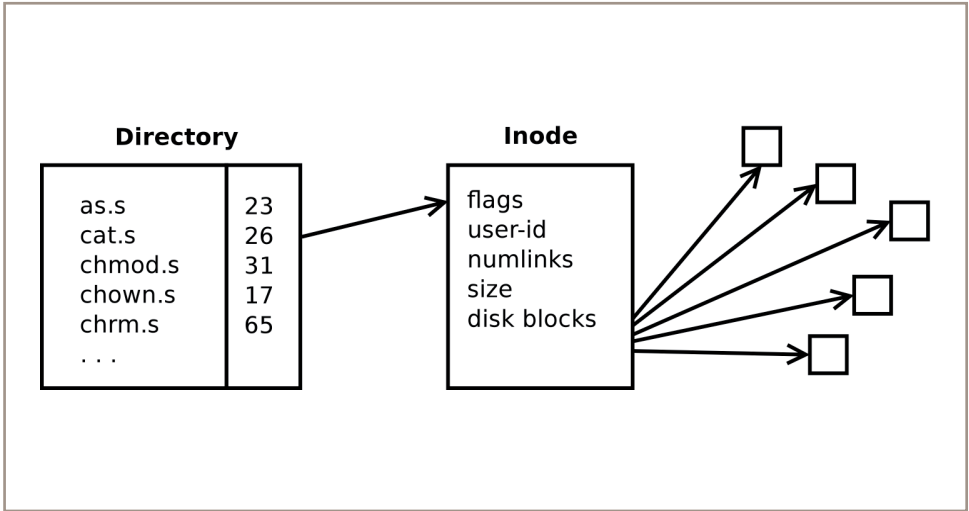 Directory
as.s 23
cat.s 26
chmod.s 31
chown.s 17
chrm.s 65
. . .
Inode
flags
user-id
numlinks
size
disk blocks